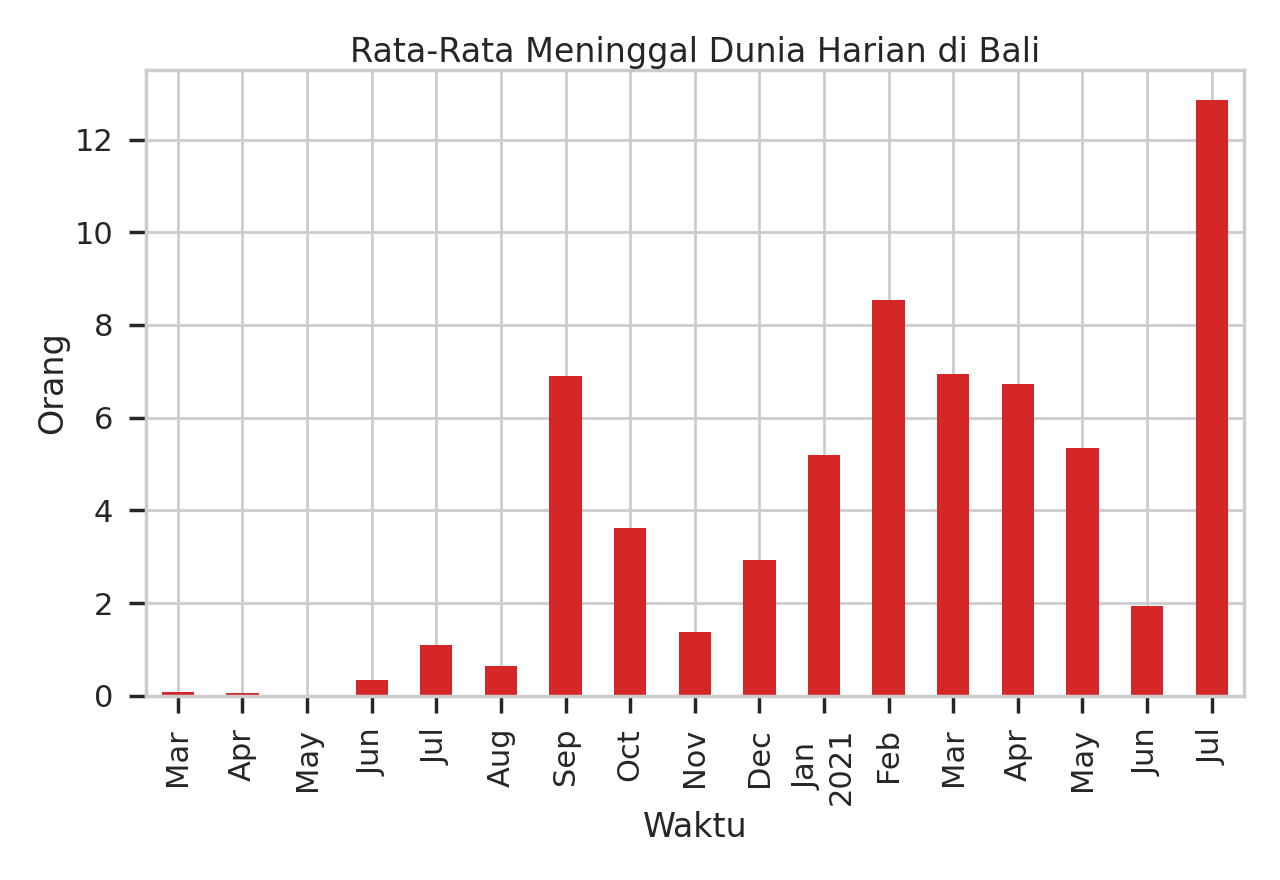 Rata-Rata Meninggal Dunia Harian di Bali
Orang
12
10
8
6
4
2
0
Mar
Apr
May
Jun
Jul
Aug
Sep
Oct
Nov
Dec
Jan
2021
Feb
Mar
Apr
May
Jun
Jul
Waktu